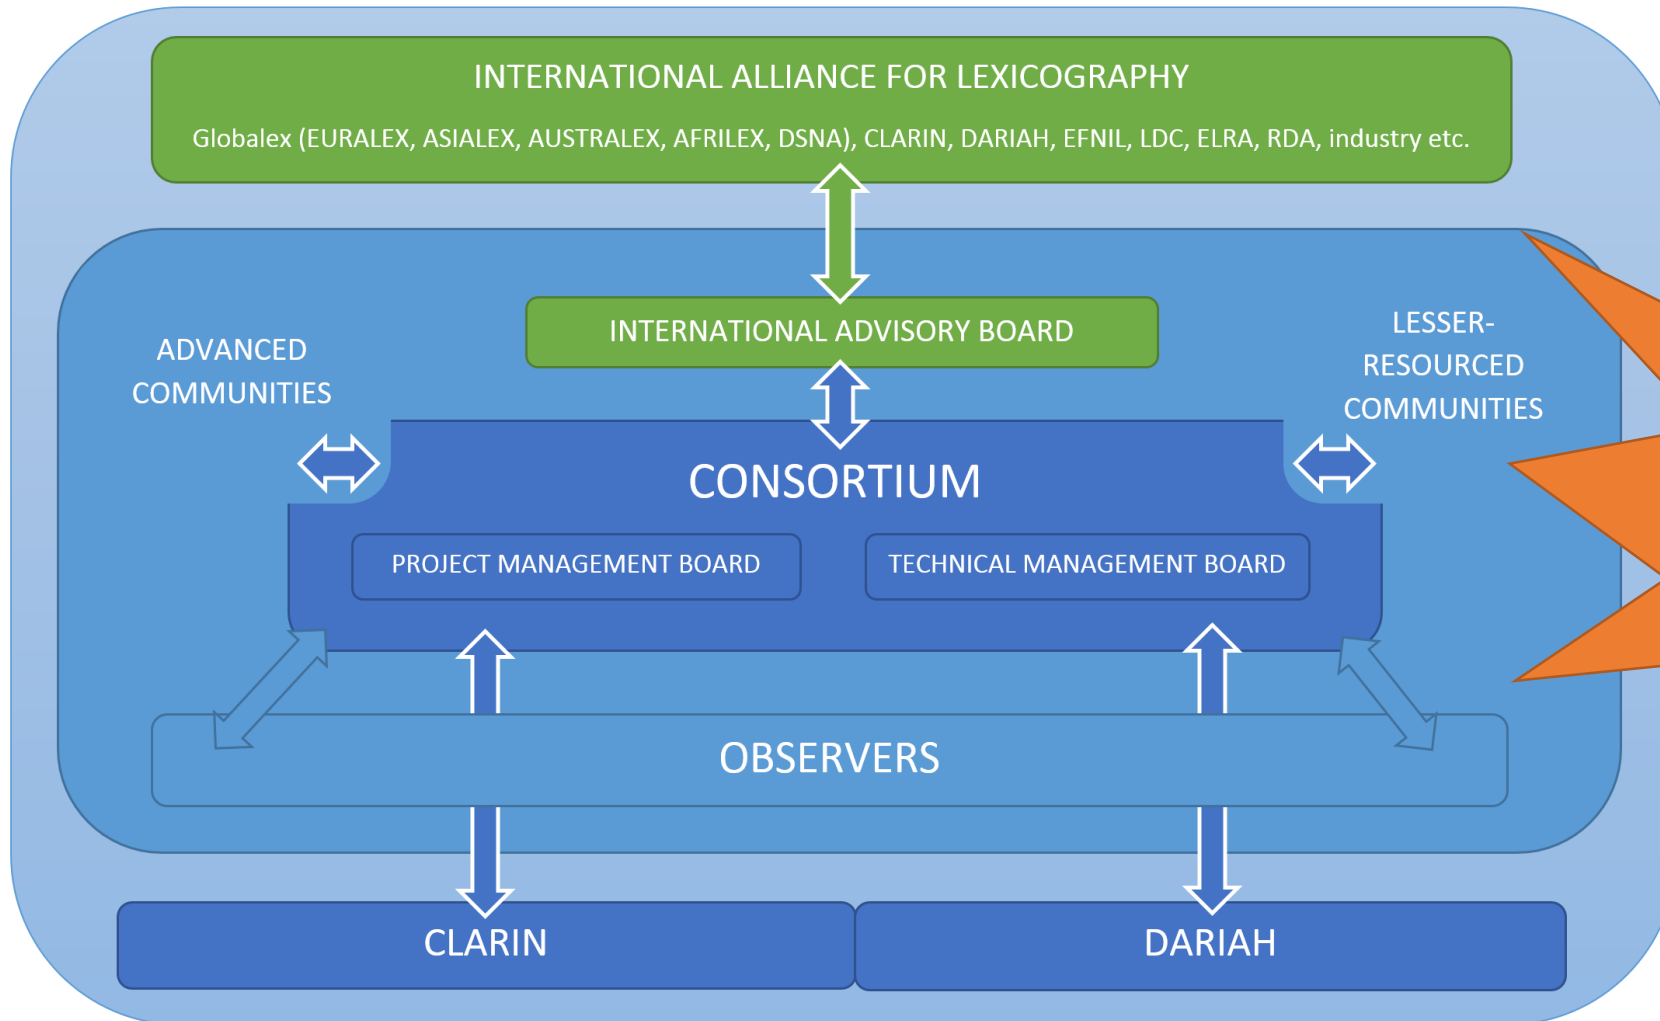 INTERNATIONAL ALLIANCE FOR LEXICOGRAPHY
Globalex (EURALEX, ASIALEX, AUSTRALEX, AFRILEX, DSNA), CLARIN, DARIAH, EFNIL, LDC, ELRA, RDA, industry etc.
INTERNATIONAL ADVISORY BOARD
ADVANCED
COMMUNITIES
LESSER-
RESOURCED
COMMUNITIES
CONSORTIUM
PROJECT MANAGEMENT BOARD
TECHNICAL MANAGEMENT BOARD
OBSERVERS
CLARIN
DARIAH